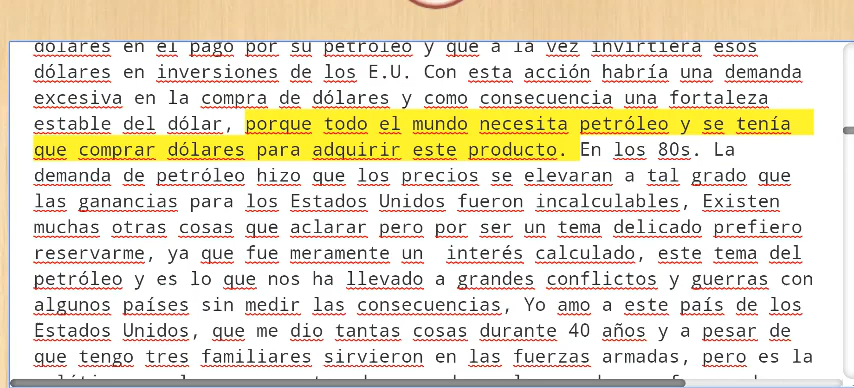 dólares en el pago por su petróleo y que a la vez invirtiera esos
dólares en inversiones de los E.U. Con esta acción habría una demanda
excesiva en la compra de dólares y como consecuencia una fortaleza
estable del dólar, porque todo el mundo necesita petróleo y se tenía
que comprar dólares para adquirir este producto. En los 80s. La
demanda de petróleo hizo que los precios se elevaran a tal grado que
las ganancias para los Estados Unidos fueron incalculables, Existen
muchas otras cosas que aclarar pero por ser un tema delicado prefiero
reservarme, ya que fue meramente un  interés calculado, este tema del
petróleo y es lo que nos ha llevado a grandes conflictos y guerras con
algunos países sin medir las consecuencias, Yo amo a este país de los
Estados Unidos, que me dio tantas cosas durante 40 años y a pesar de
que tengo tres familiares sirvieron en las fuerzas armadas, pero es la